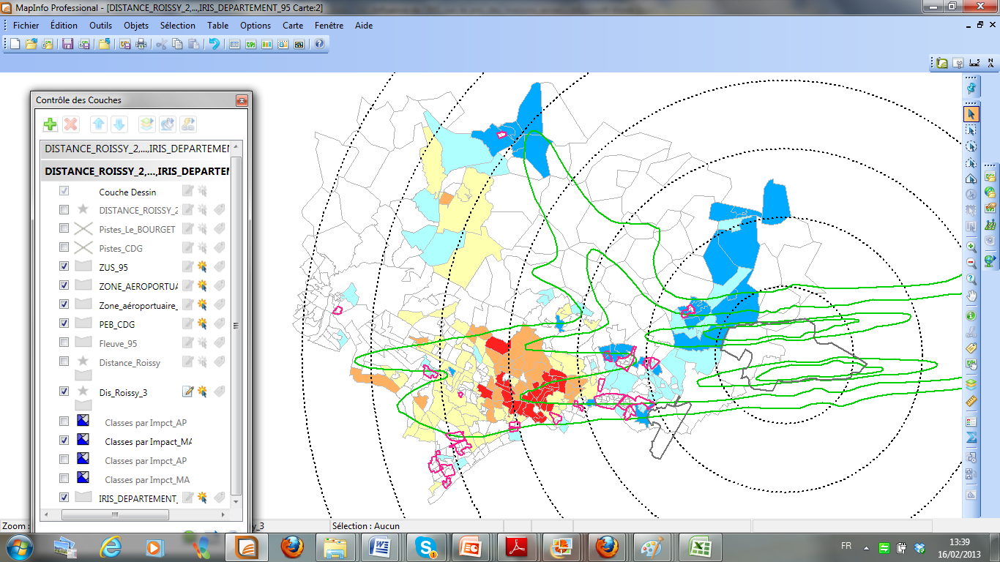 MapInfo Professional - [DISTANCE_ROISSY_2,...,IRIS_DEPARTEMENT_95 Carte:2]
Fichier Édition Outils Objets Sélection Table Options Carte Fenêtre Aide
Contrôle des Couches
DISTANCE_ROISSY_2,...,IRIS_DEPARTEMEN
DISTANCE_ROISSY_2,...,IRIS_DEPARTEM
Couche Dessin
DISTANCE_ROISSY_2
Pistes_Le_BOURGET
Pistes_CDG
ZUS_95
ZONE_AEROPORTUA
Zone_aéroportuaire_
PEB_CDG
Fleuve_95
Distance_Roissy
Dis_Roissy_3
Classes par Impct_AP
Classes par Impact_MA
Classes par Impct_AP
Classes par Impct_MA
IRIS_DEPARTEMENT_
Zoom : y_3 Sélection : Aucun
FR 13:39
16/02/2013